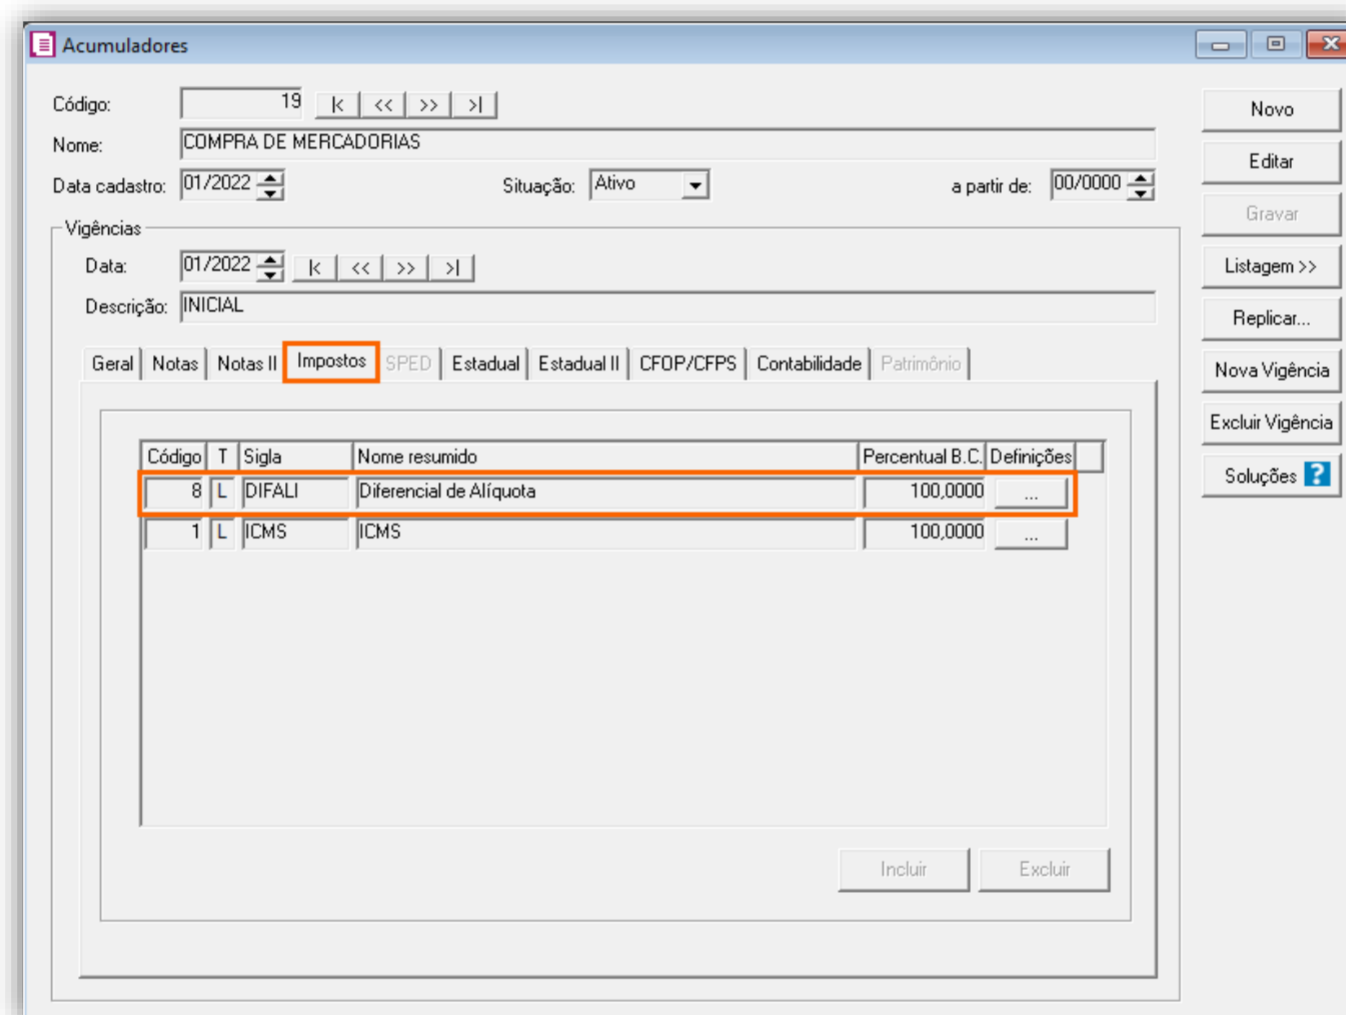 Acumuladores
Código: 19 |< << >> >| Novo
Nome: COMPRA DE MERCADORIAS
Editar
Data cadastro: 01/2022 Situação: Ativo a partir de: 00/0000
Gravar
Vigências
Data: 01/2022 |< << >> >| Listagem >>
Descrição: INICIAL
Replicar...
Geral Notas Notas II Impostos SPED Estadual Estadual II CFOP/CFPS Contabilidade Patrimônio
Nova Vigência
Excluir Vigência
Código T Sigla Nome resumido Percentual B.C. Definições
Soluções ?
8 L DIFALI Diferencial de Alíquota 100,0000 ...
1 L ICMS ICMS 100,0000 ...
Incluir Excluir